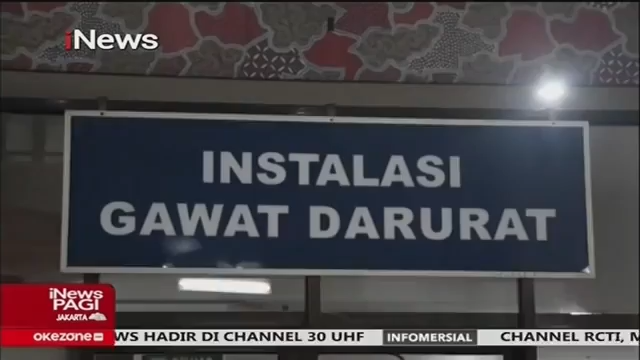 iNews
INSTALASI
GAWAT DARURAT
iNews
PAGI
JAKARTA
OKEZONE
WS HADIR DI CHANNEL 30 UHF INFOMERSIAL CHANNEL RCTI, M